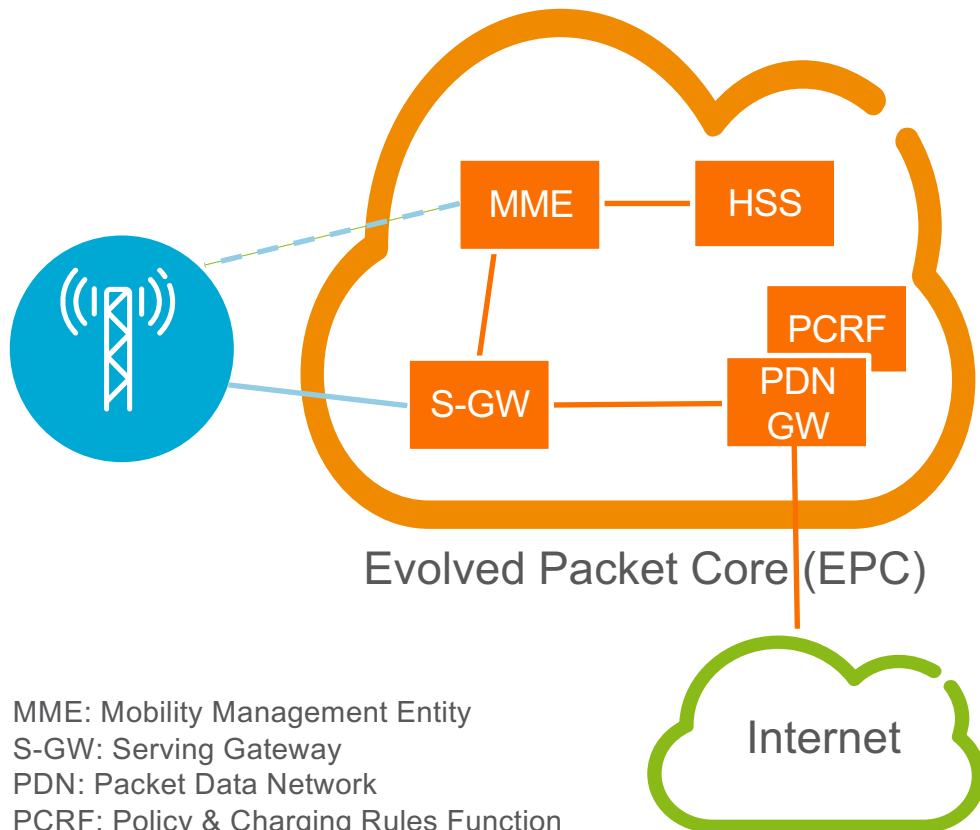 MME
HSS
PCRF
S-GW
PDN
GW
Evolved Packet Core (EPC)
Internet
MME: Mobility Management Entity
S-GW: Serving Gateway
PDN: Packet Data Network
PCRF: Policy & Charging Rules Function